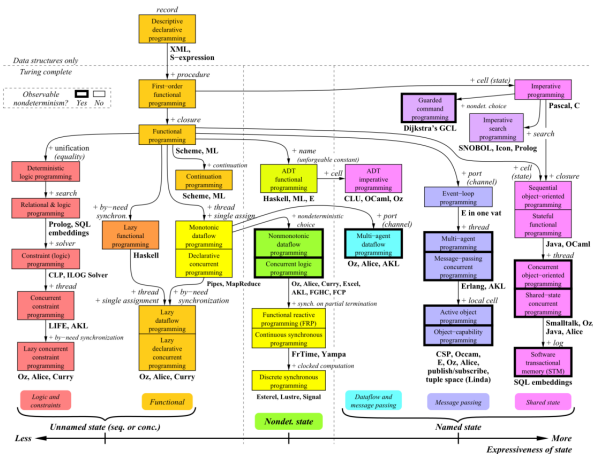 record
Descriptive
declarative
programming
XML,
S−expression
Data structures only
Turing complete
+ procedure
+ cell (state)
Observable
nondeterminism?
Yes
No
First−order
functional
programming
Imperative
programming
Pascal, C
+ nondet. choice
Guarded
command
programming
Dijkstra's GCL
+ search
Imperative
search
programming
SNOBOL, Icon, Prolog
+ closure
Functional
programming
Scheme, ML
+ unification
(equality)
+ continuation
+ name
(unforgeable constant)
+ cell
+ port
(channel)
+ cell
(state)
+ closure
Deterministic
logic programming
+ search
Relational & logic
programming
Prolog, SQL
embeddings
+ solver
Constraint (logic)
programming
CLP, ILOG Solver
+ thread
Concurrent
constraint
programming
LIFE, AKL
+ by−need synchronization
Lazy concurrent
constraint
programming
Oz, Alice, Curry
Continuation
programming
Scheme, ML
+ by−need
synchron.
+ thread
+ single assign.
Lazy
functional
programming
Haskell
Monotonic
dataflow
programming
Declarative
concurrent
programming
Pipes, MapReduce
+ thread
+ single assignment
+ by−need
synchronization
Lazy
dataflow
programming
Lazy
declarative
concurrent
programming
Oz, Alice, Curry
ADT
functional
programming
Haskell, ML, E
ADT
imperative
programming
CLU, OCaml, Oz
+ nondeterministic
choice
Nonmonotonic
dataflow
programming
Concurrent logic
programming
Oz, Alice, Curry, Excel,
AKL, FGHC, FCP
+ synch. on partial termination
Functional reactive
programming (FRP)
Continuous synchronous
programming
FrTime, Yampa
+ clocked computation
Discrete synchronous
programming
Esterel, Lustre, Signal
+ port
(channel)
Multi−agent
dataflow
programming
Oz, Alice, AKL
Event−loop
programming
E in one vat
+ thread
Multi−agent
programming
Message−passing
concurrent
programming
Erlang, AKL
+ local cell
Active object
programming
Object−capability
programming
CSP, Occam,
E, Oz, Alice,
publish/subscribe,
tuple space (Linda)
Sequential
object−oriented
programming
Stateful
functional
programming
Java, OCaml
+ thread
Concurrent
object−oriented
programming
Shared−state
concurrent
programming
Smalltalk, Oz,
Java, Alice
+ log
Software
transactional
memory (STM)
SQL embeddings
Logic and
constraints
Functional
Dataflow and
message passing
Message passing
Shared state
Unnamed state (seq. or conc.)
Nondet. state
Named state
Less
More
Expressiveness of state